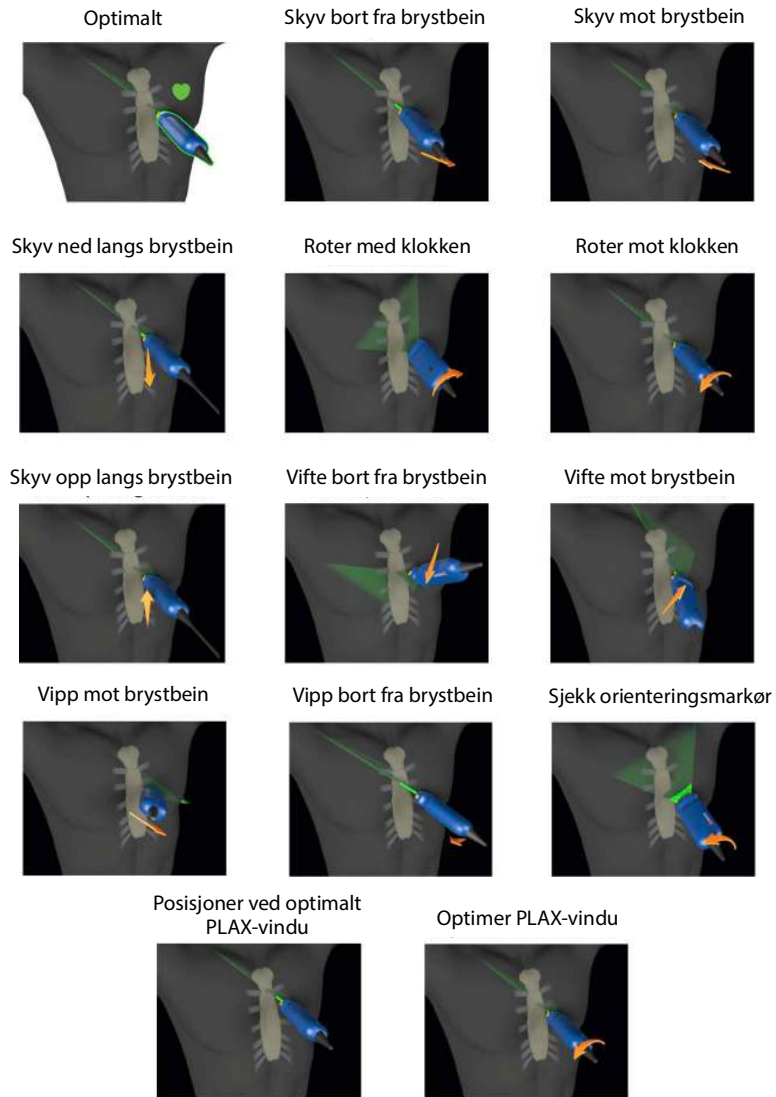 Optimalt
Skyv bort fra brystbein
Skyv mot brystbein
Skyv ned langs brystbein
Roter med klokken
Roter mot klokken
Skyv opp langs brystbein
Vifte bort fra brystbein
Vifte mot brystbein
Vipp mot brystbein
Vipp bort fra brystbein
Sjekk orienteringsmarkør
Posisjoner ved optimalt
PLAX-vindu
Optimer PLAX-vindu